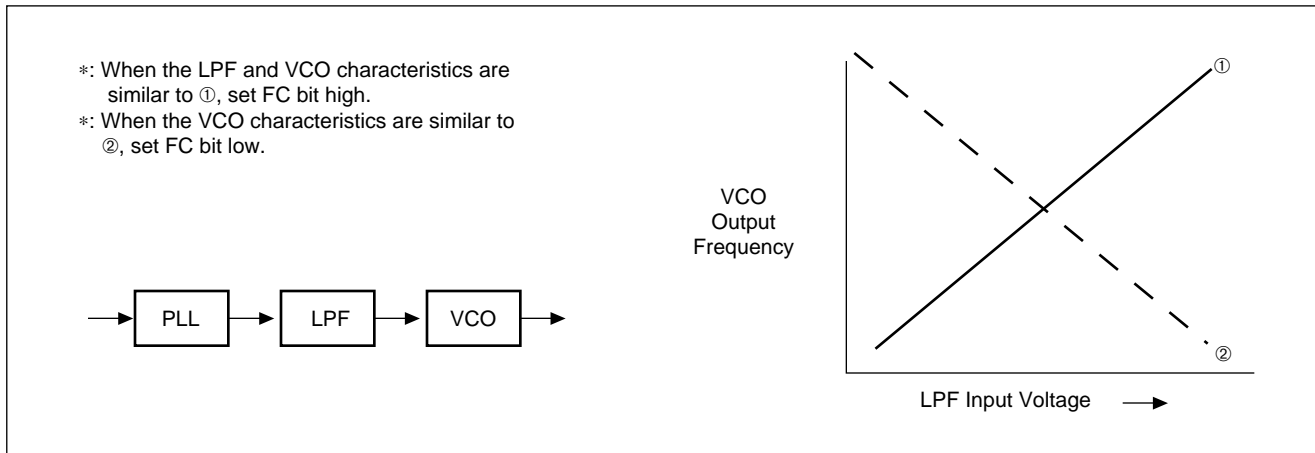 *: When the LPF and VCO characteristics are
similar to ①, set FC bit high.
*: When the VCO characteristics are similar to
②, set FC bit low.
PLL
LPF
VCO
VCO
Output
Frequency
①
②
LPF Input Voltage